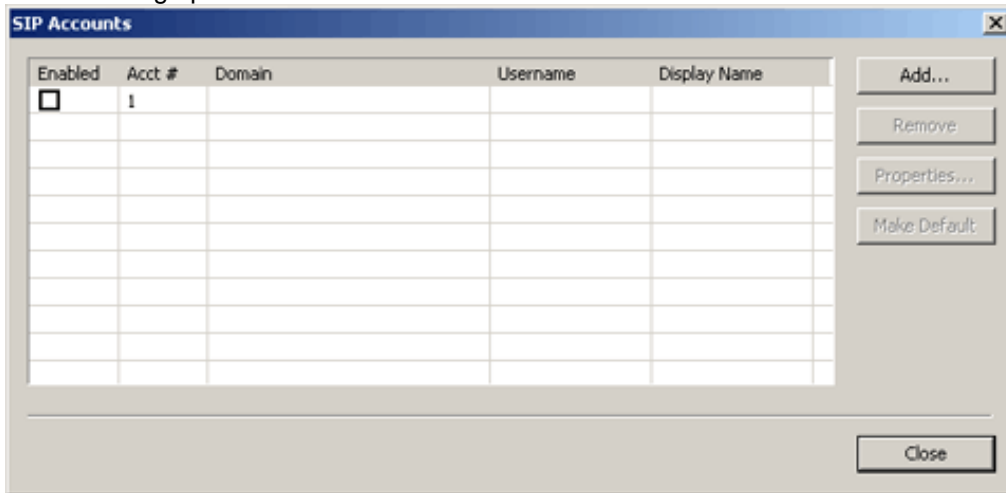 SIP Accounts
Enabled Acct # Domain Username Display Name
1
Add...
Remove
Properties...
Make Default
Close